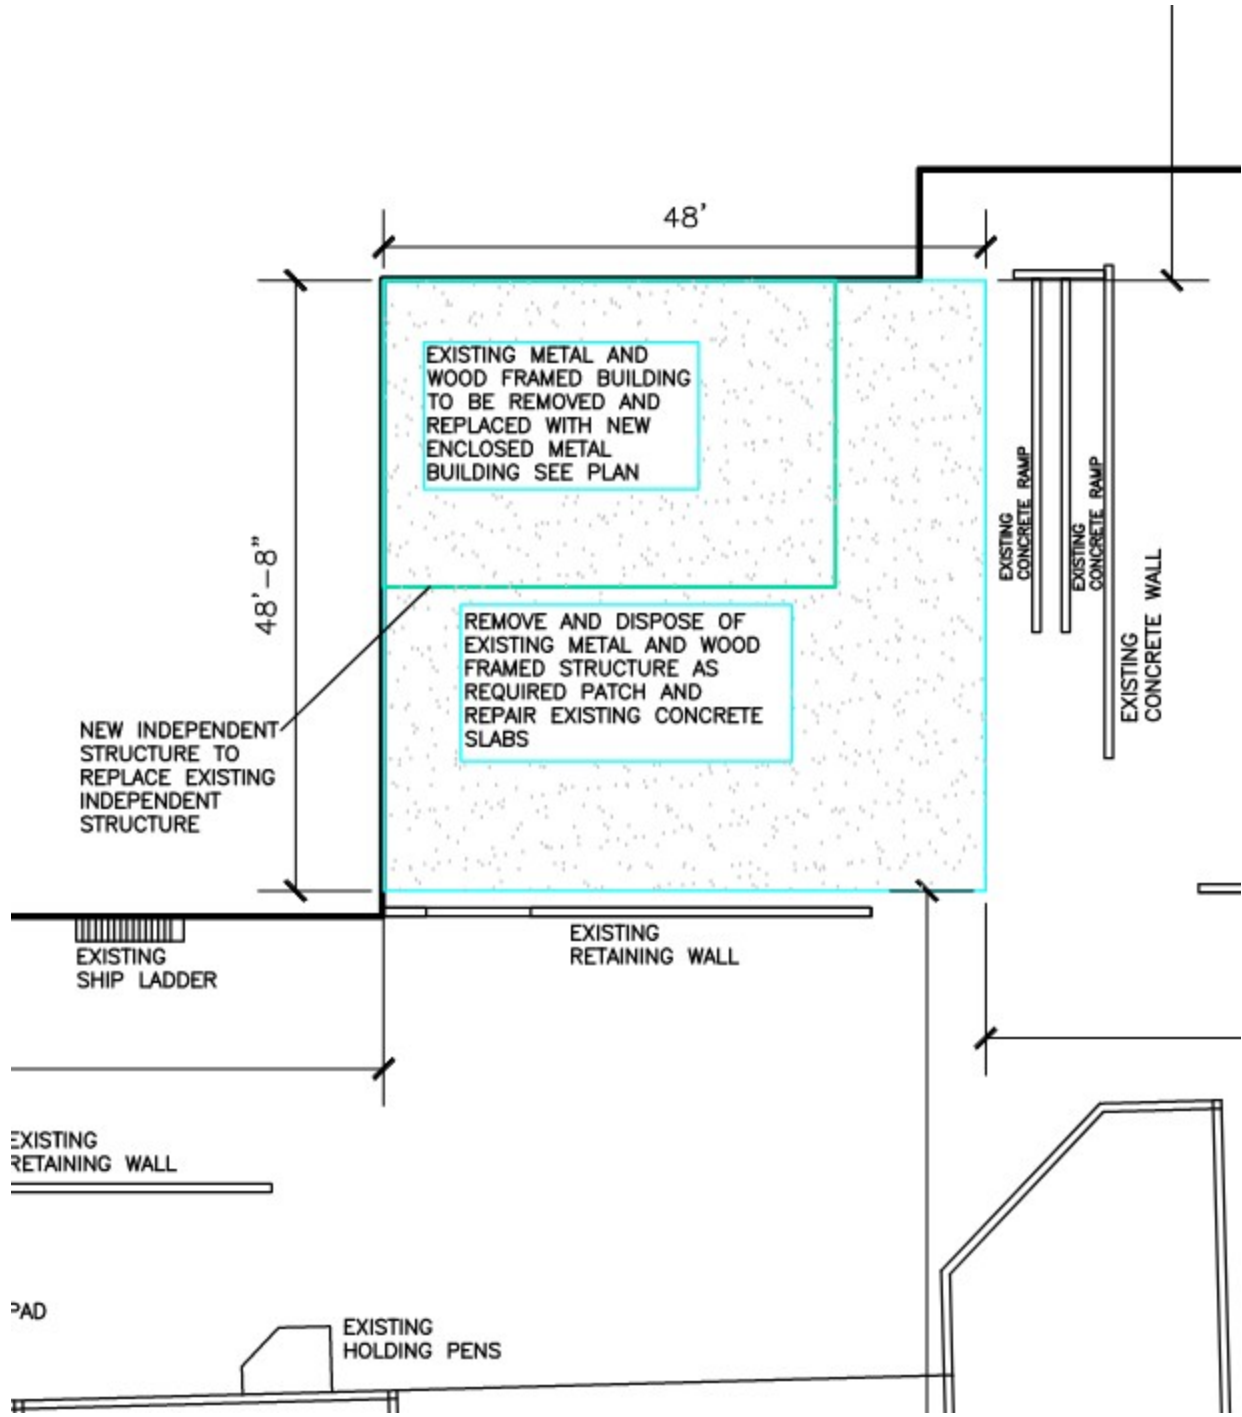 48'
EXISTING METAL AND
WOOD FRAMED BUILDING
TO BE REMOVED AND
REPLACED WITH NEW
ENCLOSED METAL
BUILDING SEE PLAN
48'-8"
REMOVE AND DISPOSE OF
EXISTING METAL AND WOOD
FRAMED STRUCTURE AS
REQUIRED PATCH AND
REPAIR EXISTING CONCRETE
SLABS
NEW INDEPENDENT
STRUCTURE TO
REPLACE EXISTING
INDEPENDENT
STRUCTURE
EXISTING
CONCRETE RAMP
EXISTING
CONCRETE RAMP
EXISTING
CONCRETE WALL
EXISTING
RETAINING WALL
EXISTING
SHIP LADDER
EXISTING
RETAINING WALL
PAD
EXISTING
HOLDING PENS